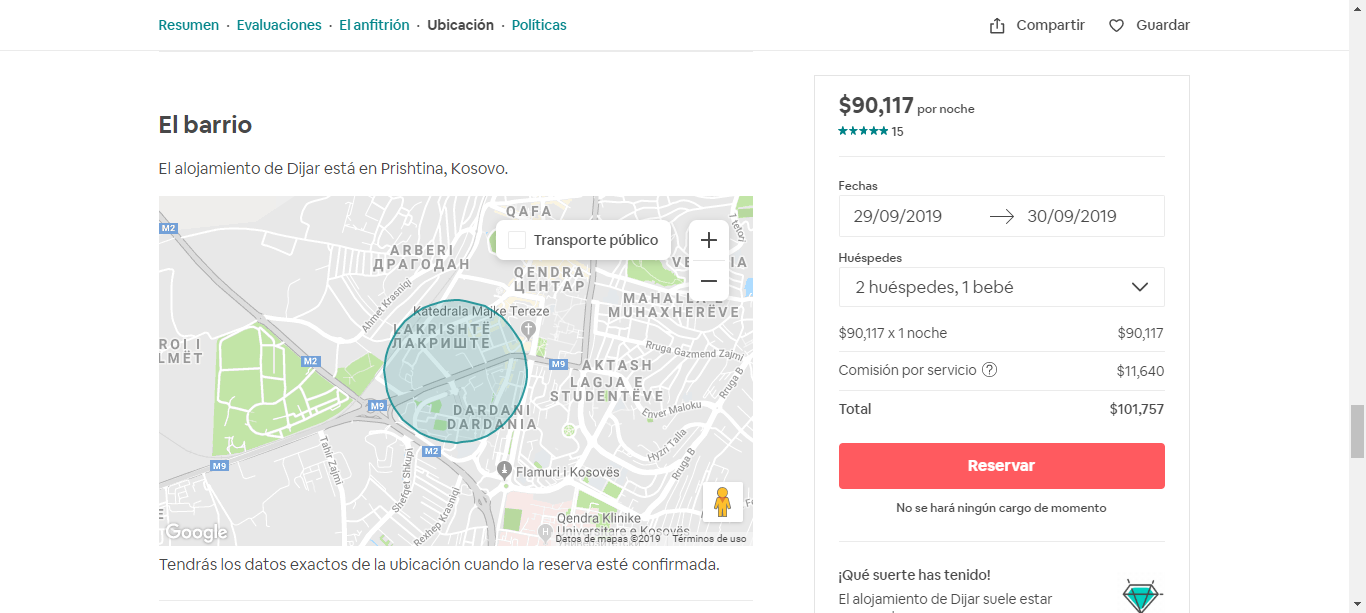 Resumen · Evaluaciones · El anfitrión · Ubicación · Políticas
Compartir
Guardar
El barrio
El alojamiento de Dijar está en Prishtina, Kosovo.
M2
QAFA
Transporte público
+
−
1 tetori
ARBERI
ДРАГОДАН
QENDRA
ЦЕНТАР
MAHALLA E
MUHAXHERËVE
Ahmet Krasniqi
Katedrala Majke Tereze
LAKRISHTË
ЛАКРИШТЕ
ROI I
LMËT
M2
M9
AKTASH
LAGJA E
STUDENTËVE
Rruga Gazmend Zajmi
Rruga B
M9
DARDANI
DARDANIA
Enver Maloku
M2
M9
Tahir Zajmi
Shefqet Shkupi
Hyzri Talla
Rruga B
Flamuri i Kosovës
Rexhep Krasniqi
Qendra Klinike
Universitare e Kosovës
Google
Datos de mapas ©2019
Términos de uso
Tendrás los datos exactos de la ubicación cuando la reserva esté confirmada.
$90,117 por noche
★★★★★ 15
Fechas
29/09/2019 → 30/09/2019
Huéspedes
2 huéspedes, 1 bebé
$90,117 x 1 noche $90,117
Comisión por servicio ? $11,640
Total $101,757
Reservar
No se hará ningún cargo de momento
¡Qué suerte has tenido!
El alojamiento de Dijar suele estar